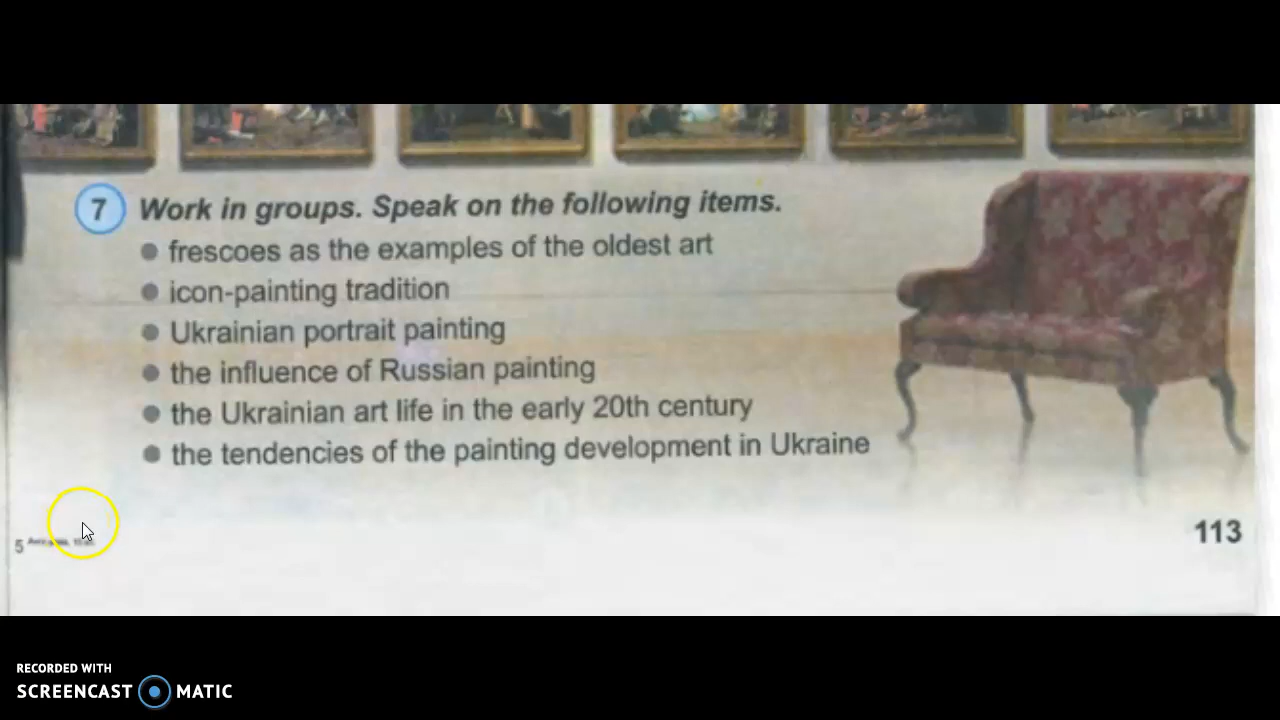 7 Work in groups. Speak on the following items.
frescoes as the examples of the oldest art
icon-painting tradition
Ukrainian portrait painting
the influence of Russian painting
the Ukrainian art life in the early 20th century
the tendencies of the painting development in Ukraine
5
113
RECORDED WITH
SCREENCAST MATIC